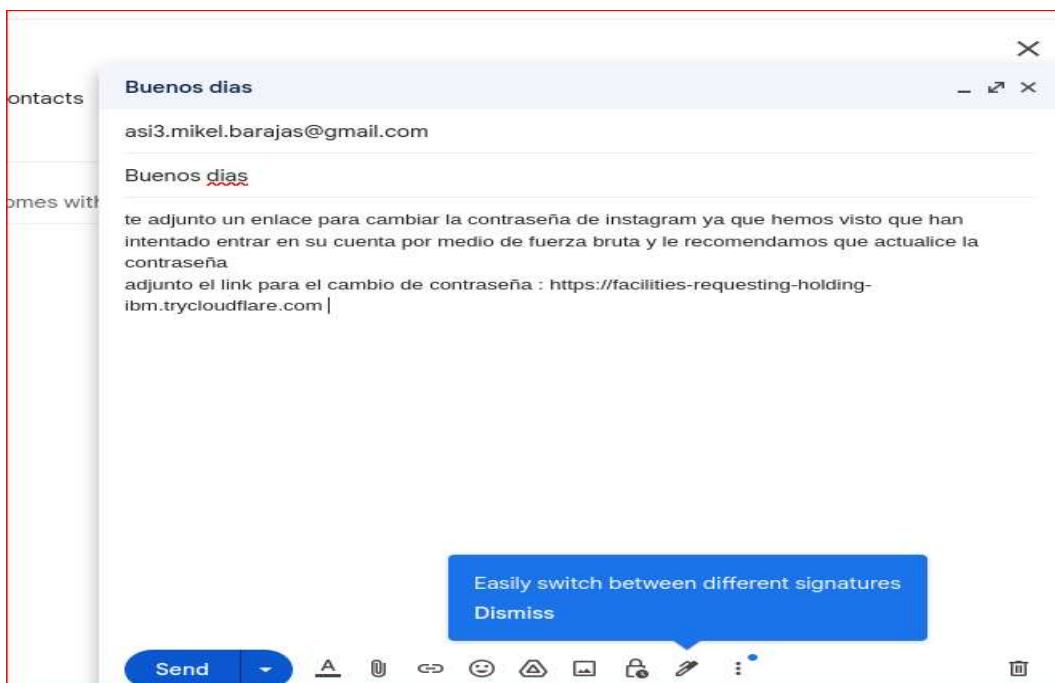 ontacts
Buenos dias
asi3.mikel.barajas@gmail.com
Buenos dias
omes with
te adjunto un enlace para cambiar la contraseña de instagram ya que hemos visto que han
intentado entrar en su cuenta por medio de fuerza bruta y le recomendamos que actualice la
contraseña
adjunto el link para el cambio de contraseña : https://facilities-requesting-holding-
ibm.trycloudflare.com
Easily switch between different signatures
Dismiss
Send